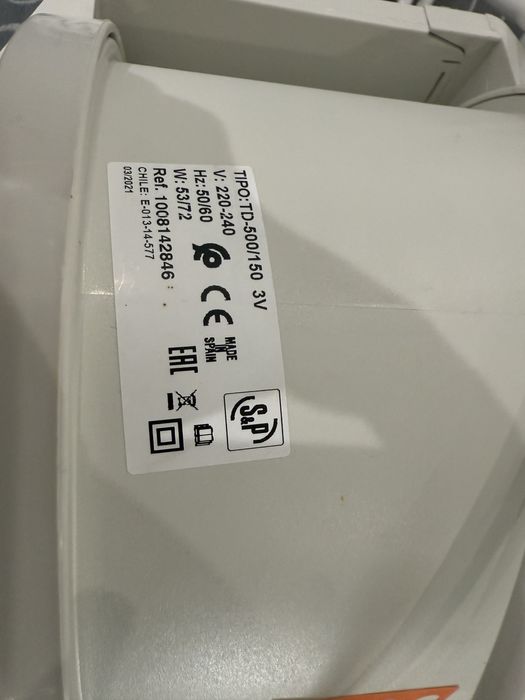 TIPO:TD-500/150 3V
V: 220-240
Hz: 50/60
W: 53/72
Ref. 1008142846
CHILE: E-013-14-577
03/2021
CE
MADE
IN
SPAIN
EAC
S&P